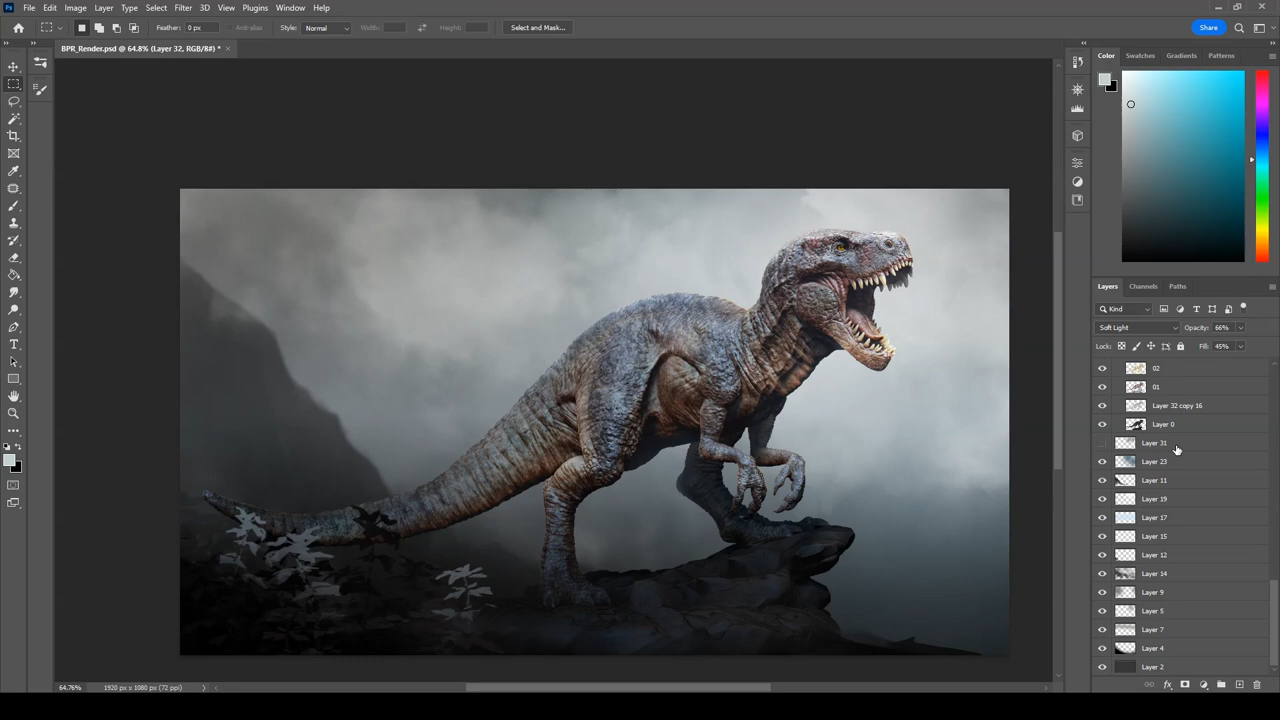 Ps File Edit Image Layer Type Select Filter 3D View Plugins Window Help
Feather: 0 px Anti-alias Style: Normal Width: Height: Select and Mask... Share
BPR_Render.psd @ 64.8% (Layer 32, RGB/8#) * ×
Color Swatches Gradients Patterns
Layers Channels Paths
Kind
Soft Light Opacity: 66%
Lock: Fill: 45%
02
01
Layer 32 copy 16
Layer 0
Layer 31
Layer 23
Layer 11
Layer 19
Layer 17
Layer 15
Layer 12
Layer 14
Layer 9
Layer 5
Layer 7
Layer 4
Layer 2
64.76% 1920 px x 1080 px (72 ppi)